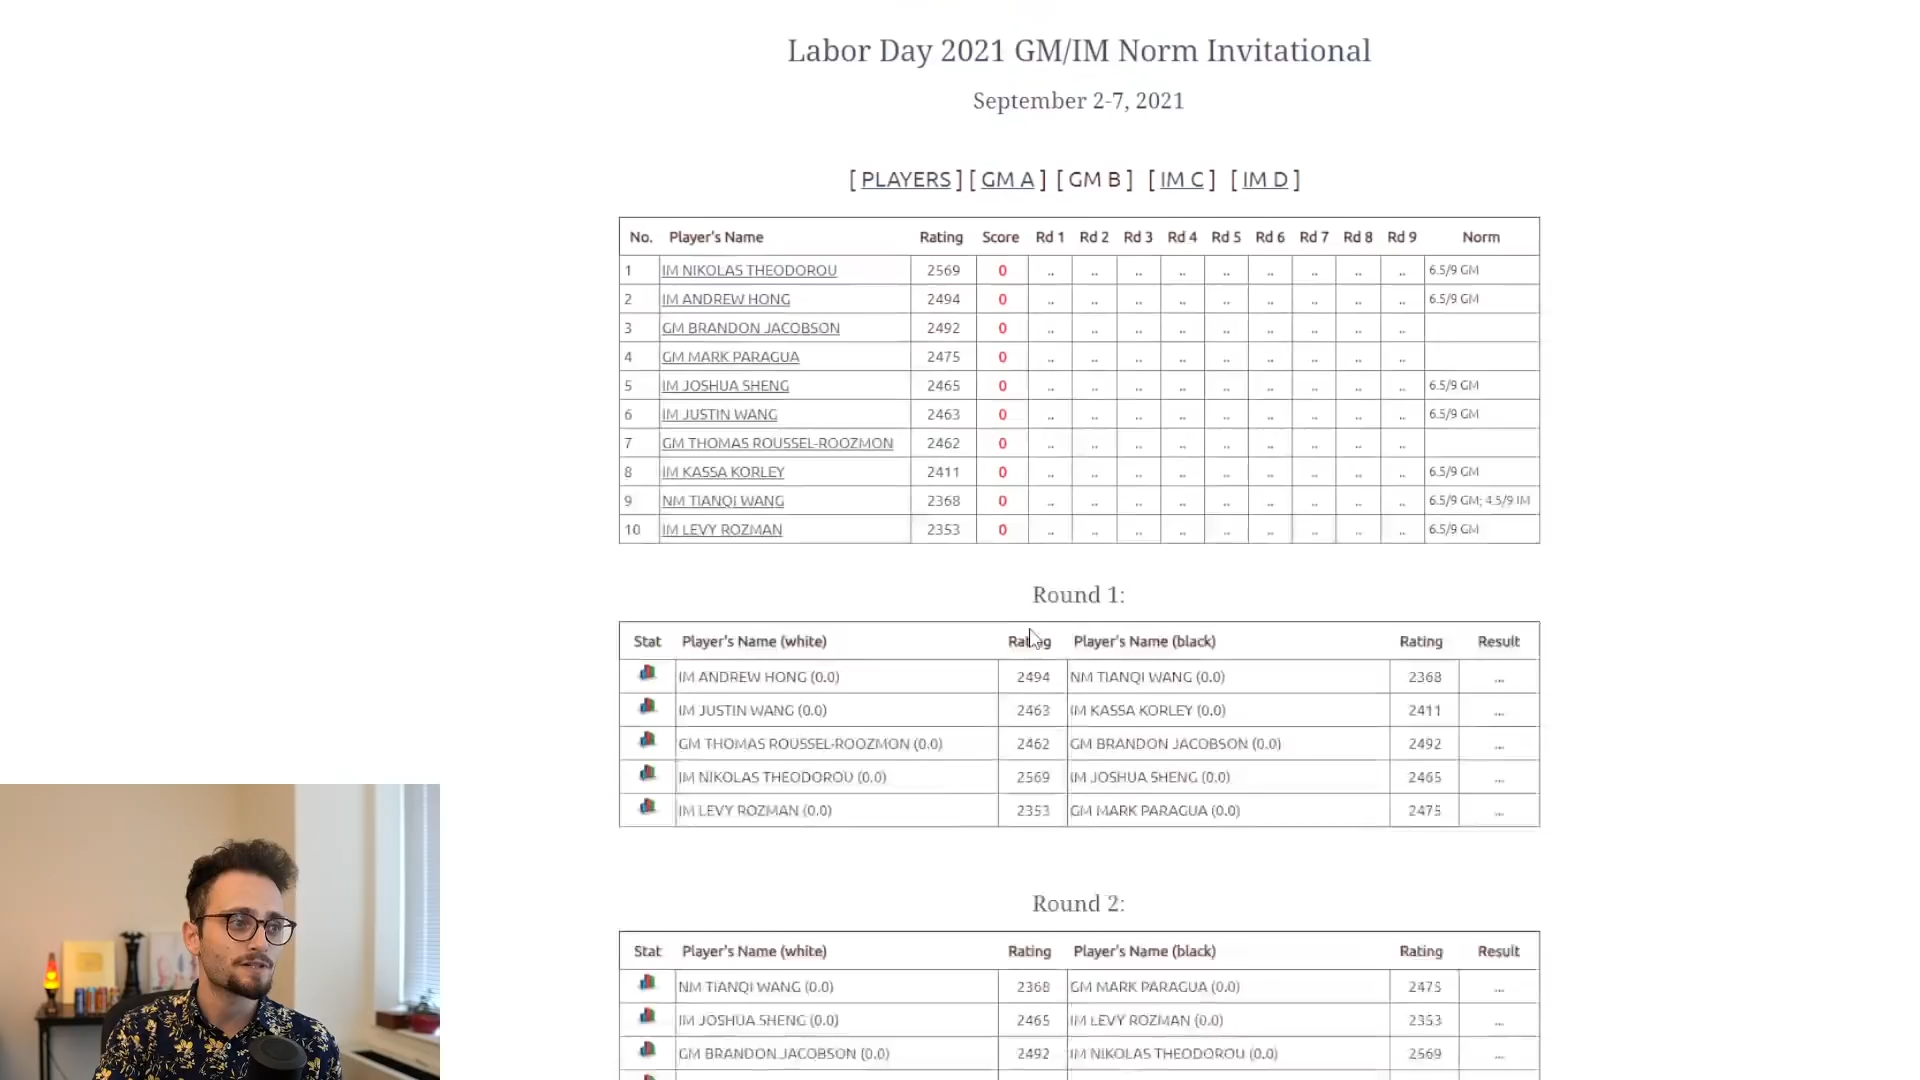 Labor Day 2021 GM/IM Norm Invitational
September 2-7, 2021
[ PLAYERS ] [ GM A ] [ GM B ] [ IM C ] [ IM D ]
No. Player's Name Rating Score Rd 1 Rd 2 Rd 3 Rd 4 Rd 5 Rd 6 Rd 7 Rd 8 Rd 9 Norm
1 IM NIKOLAS THEODOROU 2569 0 .. .. .. .. .. .. .. .. .. 6.5/9 GM
2 IM ANDREW HONG 2494 0 .. .. .. .. .. .. .. .. .. 6.5/9 GM
3 GM BRANDON JACOBSON 2492 0 .. .. .. .. .. .. .. .. ..
4 GM MARK PARAGUA 2475 0 .. .. .. .. .. .. .. .. ..
5 IM JOSHUA SHENG 2465 0 .. .. .. .. .. .. .. .. .. 6.5/9 GM
6 IM JUSTIN WANG 2463 0 .. .. .. .. .. .. .. .. .. 6.5/9 GM
7 GM THOMAS ROUSSEL-ROOZMON 2462 0 .. .. .. .. .. .. .. .. ..
8 IM KASSA KORLEY 2411 0 .. .. .. .. .. .. .. .. .. 6.5/9 GM
9 NM TIANQI WANG 2368 0 .. .. .. .. .. .. .. .. .. 6.5/9 GM; 4.5/9 IM
10 IM LEVY ROZMAN 2353 0 .. .. .. .. .. .. .. .. .. 6.5/9 GM
Round 1:
Stat Player's Name (white) Rating Player's Name (black) Rating Result
IM ANDREW HONG (0.0) 2494 NM TIANQI WANG (0.0) 2368 ...
IM JUSTIN WANG (0.0) 2463 IM KASSA KORLEY (0.0) 2411 ...
GM THOMAS ROUSSEL-ROOZMON (0.0) 2462 GM BRANDON JACOBSON (0.0) 2492 ...
IM NIKOLAS THEODOROU (0.0) 2569 IM JOSHUA SHENG (0.0) 2465 ...
IM LEVY ROZMAN (0.0) 2353 GM MARK PARAGUA (0.0) 2475 ...
Round 2:
Stat Player's Name (white) Rating Player's Name (black) Rating Result
NM TIANQI WANG (0.0) 2368 GM MARK PARAGUA (0.0) 2475 ...
IM JOSHUA SHENG (0.0) 2465 IM LEVY ROZMAN (0.0) 2353 ...
GM BRANDON JACOBSON (0.0) 2492 IM NIKOLAS THEODOROU (0.0) 2569 ...